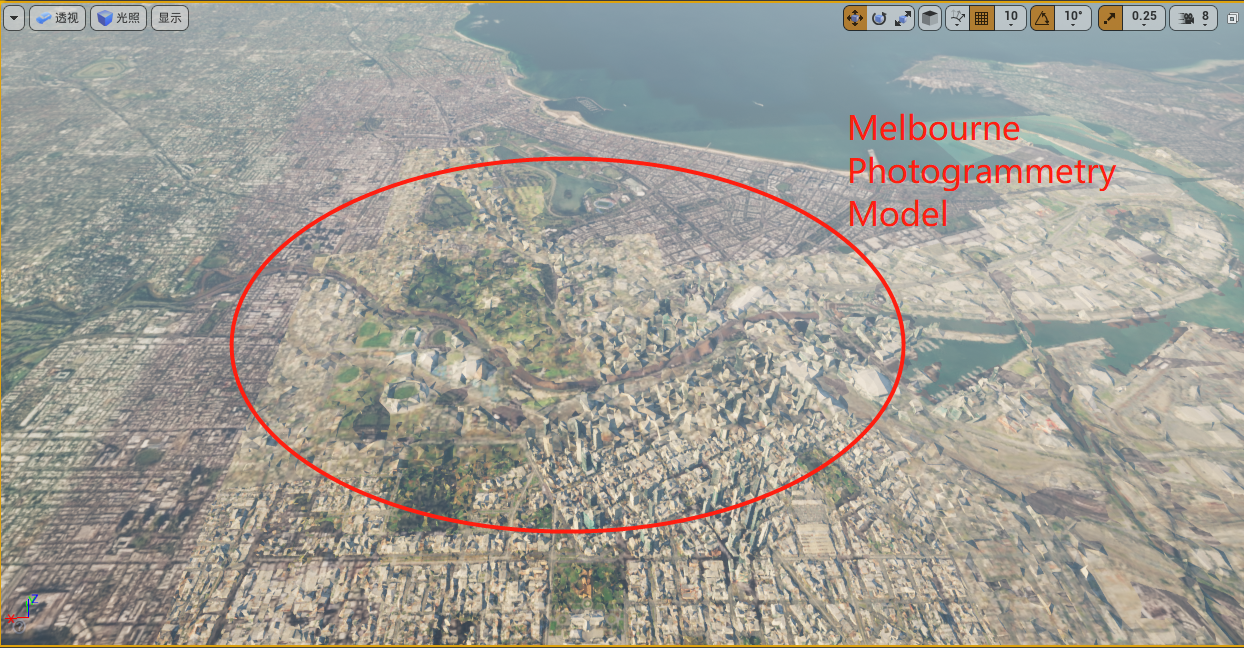 透视
光照
显示
10
10°
0.25
8
Melbourne
Photogrammetry
Model
Z